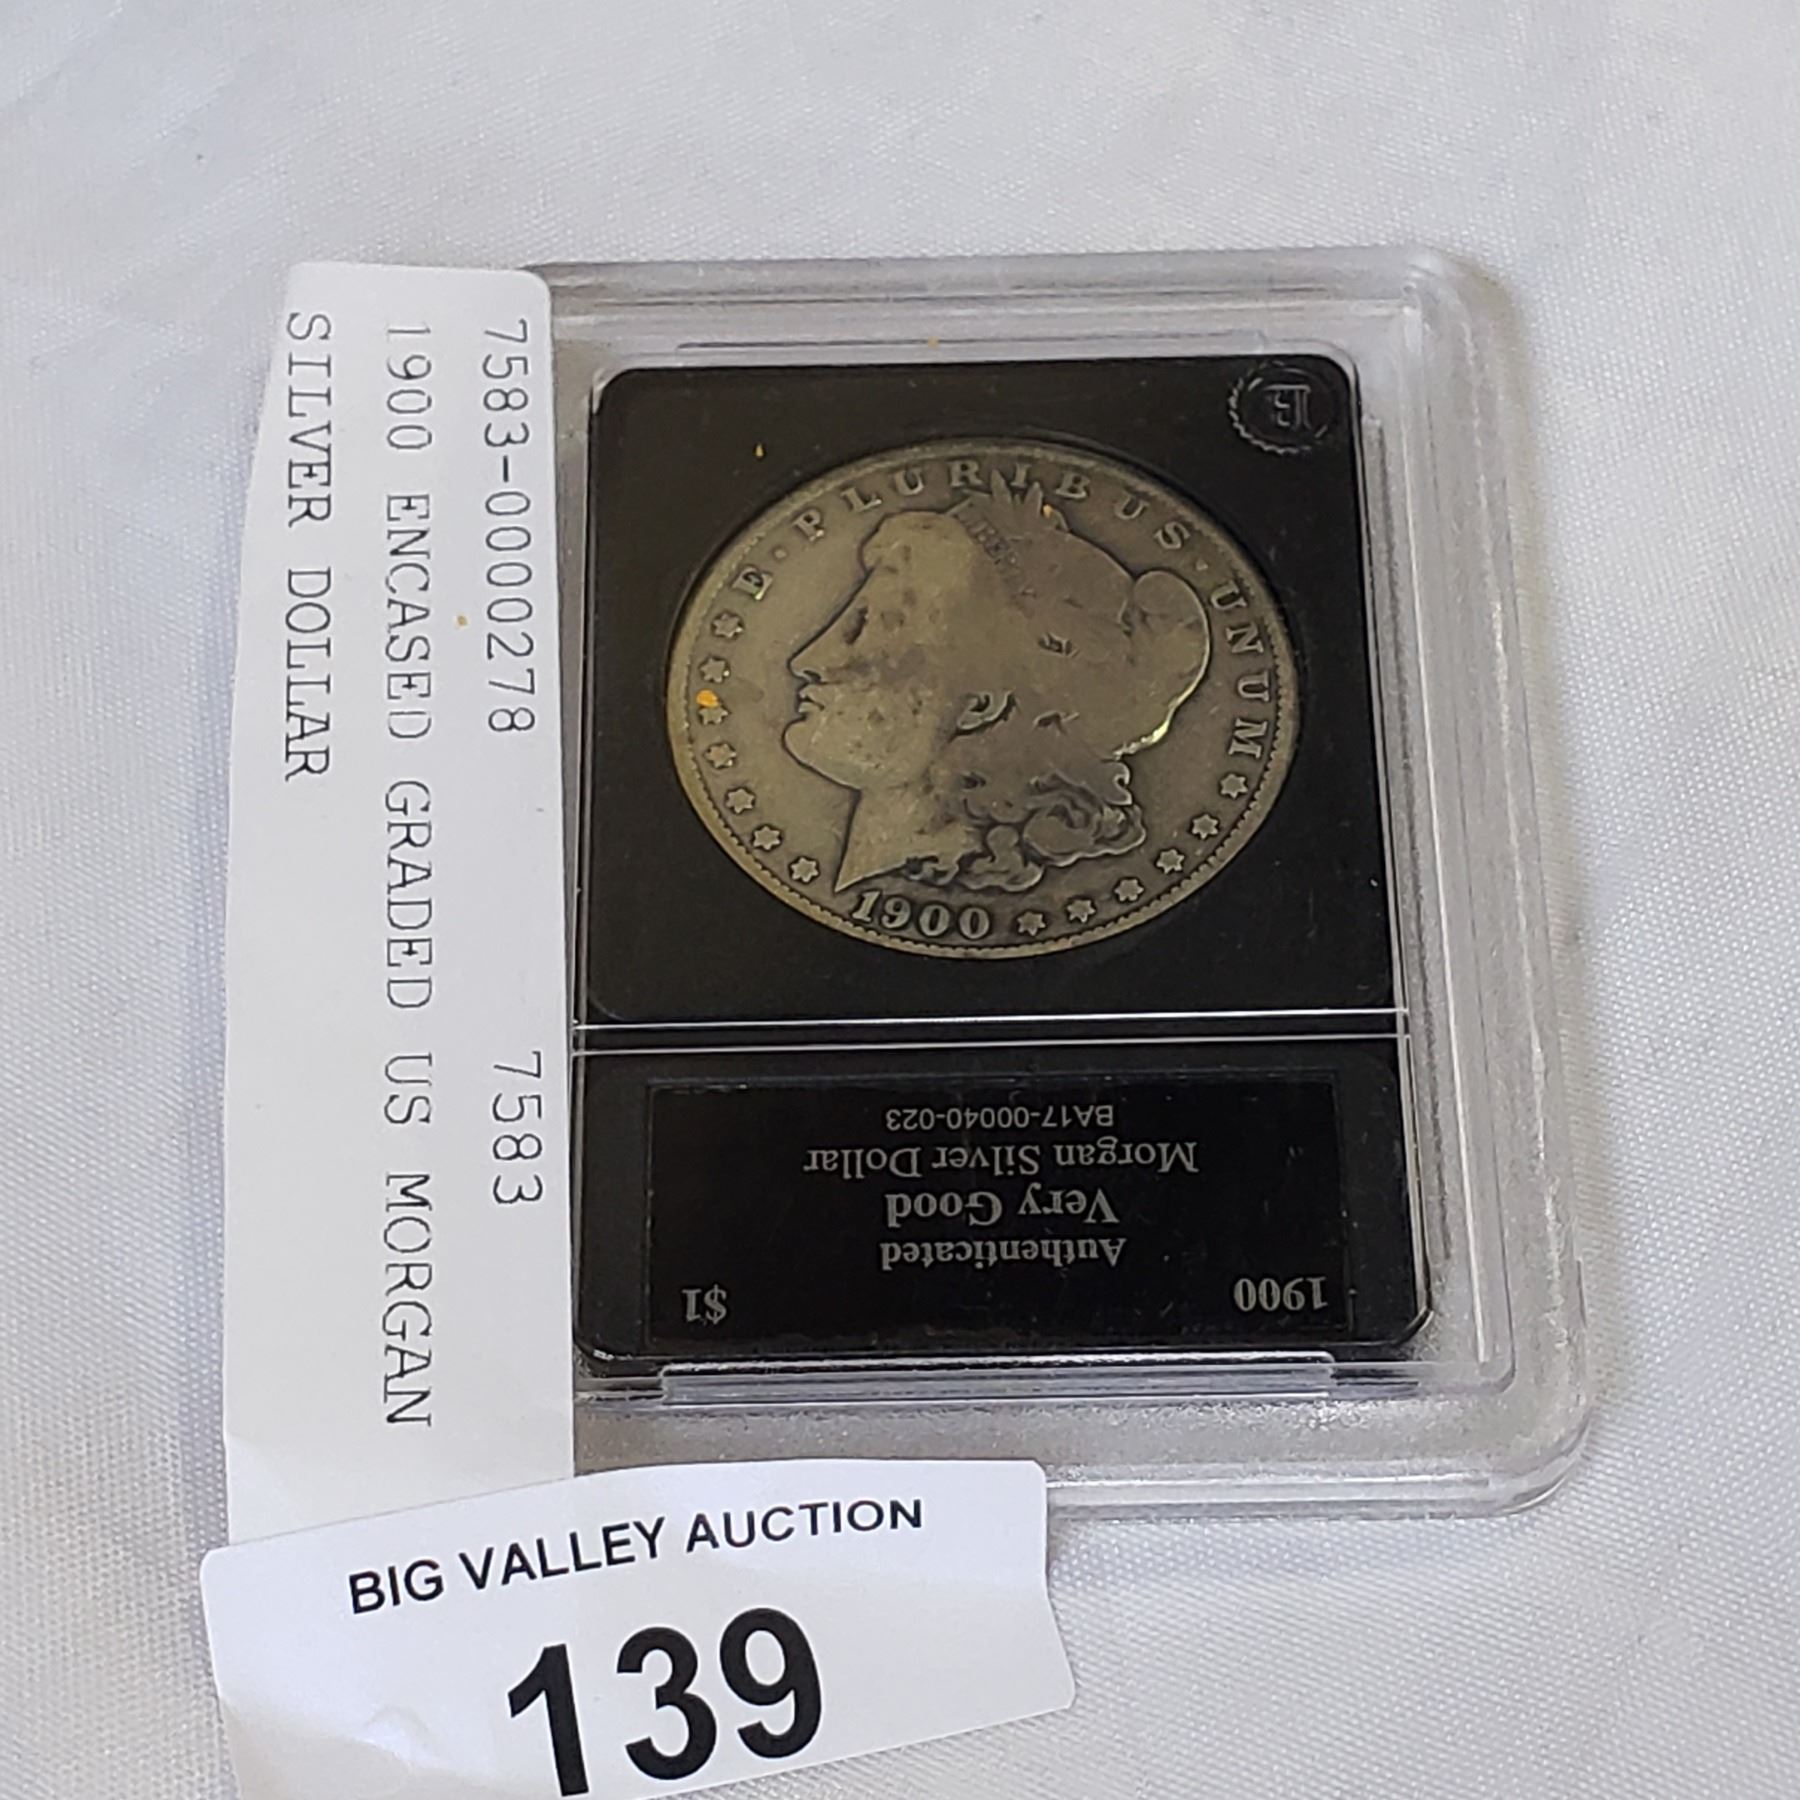 7583-0000278 7583
1900 ENCASED GRADED US MORGAN
SILVER DOLLAR
E·PLURIBUS·UNUM
LIBERTY
1900
1900 $1
Authenticated
Very Good
Morgan Silver Dollar
BA17-00040-023
BIG VALLEY AUCTION
139